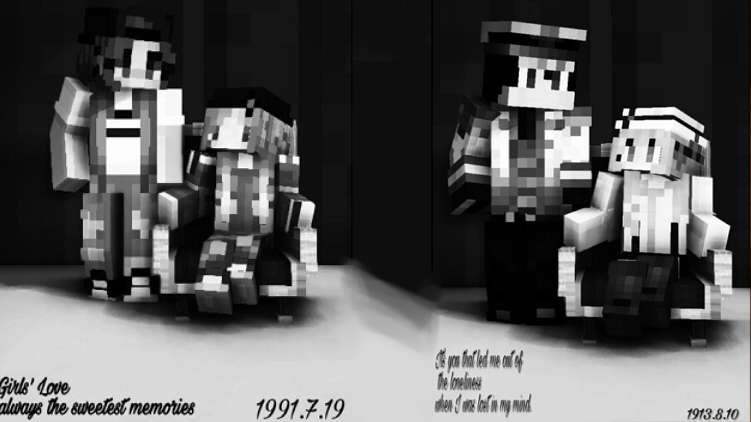 Girls' Love
always the sweetest memories
1991.7.19
It's you that led me out of
the loneliness
when I was lost in my mind.
1913.8.10